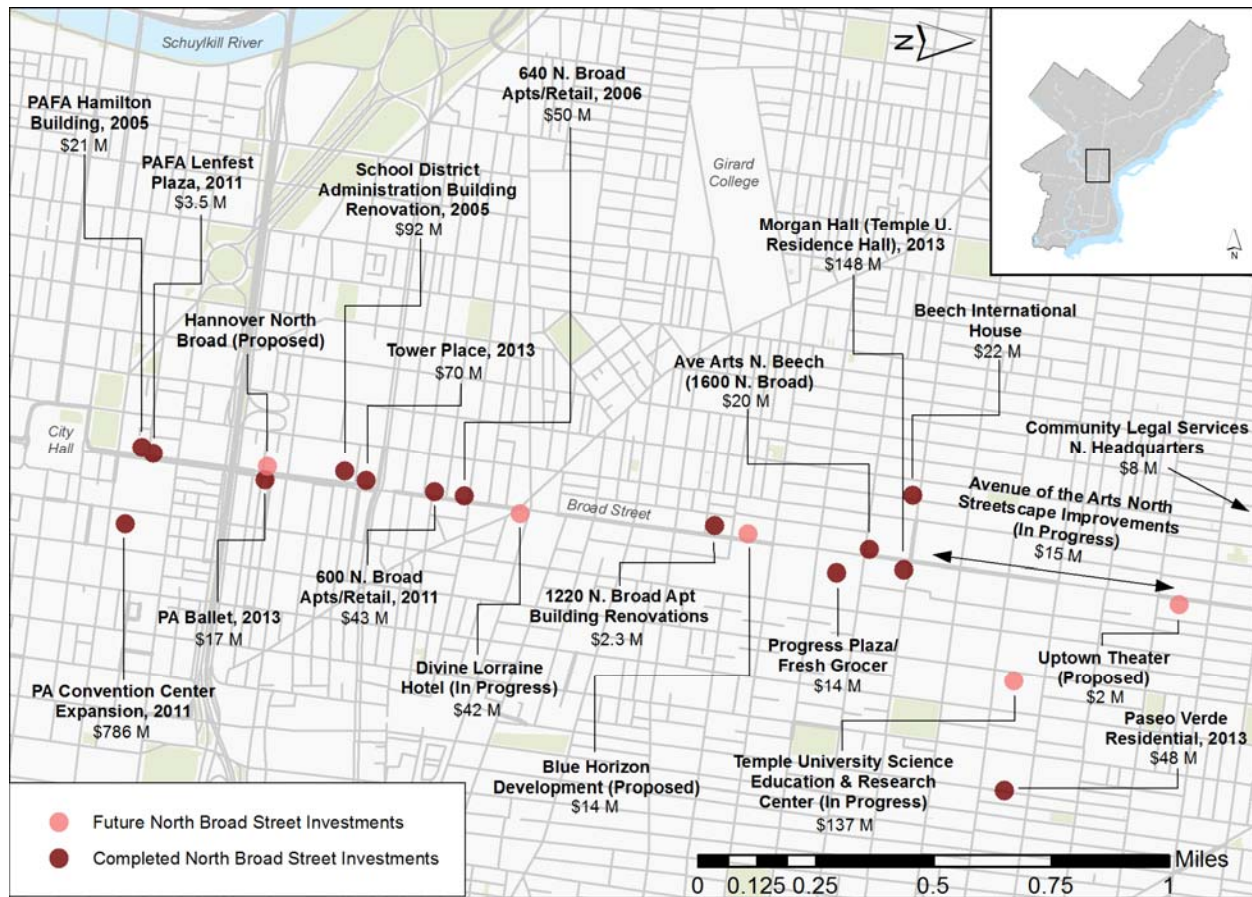 Schuylkill River
N
PAFA Hamilton
Building, 2005
$21 M
PAFA Lenfest
Plaza, 2011
$3.5 M
School District
Administration Building
Renovation, 2005
$92 M
640 N. Broad
Apts/Retail, 2006
$50 M
Girard
College
Morgan Hall (Temple U.
Residence Hall), 2013
$148 M
N
Hannover North
Broad (Proposed)
Tower Place, 2013
$70 M
Ave Arts N. Beech
(1600 N. Broad)
$20 M
Beech International
House
$22 M
Community Legal Services
N. Headquarters
$8 M
City
Hall
Broad Street
Avenue of the Arts North
Streetscape Improvements
(In Progress)
$15 M
PA Convention Center
Expansion, 2011
$786 M
PA Ballet, 2013
$17 M
600 N. Broad
Apts/Retail, 2011
$43 M
Divine Lorraine
Hotel (In Progress)
$42 M
1220 N. Broad Apt
Building Renovations
$2.3 M
Blue Horizon
Development (Proposed)
$14 M
Progress Plaza/
Fresh Grocer
$14 M
Temple University Science
Education & Research
Center (In Progress)
$137 M
Uptown Theater
(Proposed)
$2 M
Paseo Verde
Residential, 2013
$48 M
Future North Broad Street Investments
Completed North Broad Street Investments
Miles
0 0.125 0.25 0.5 0.75 1